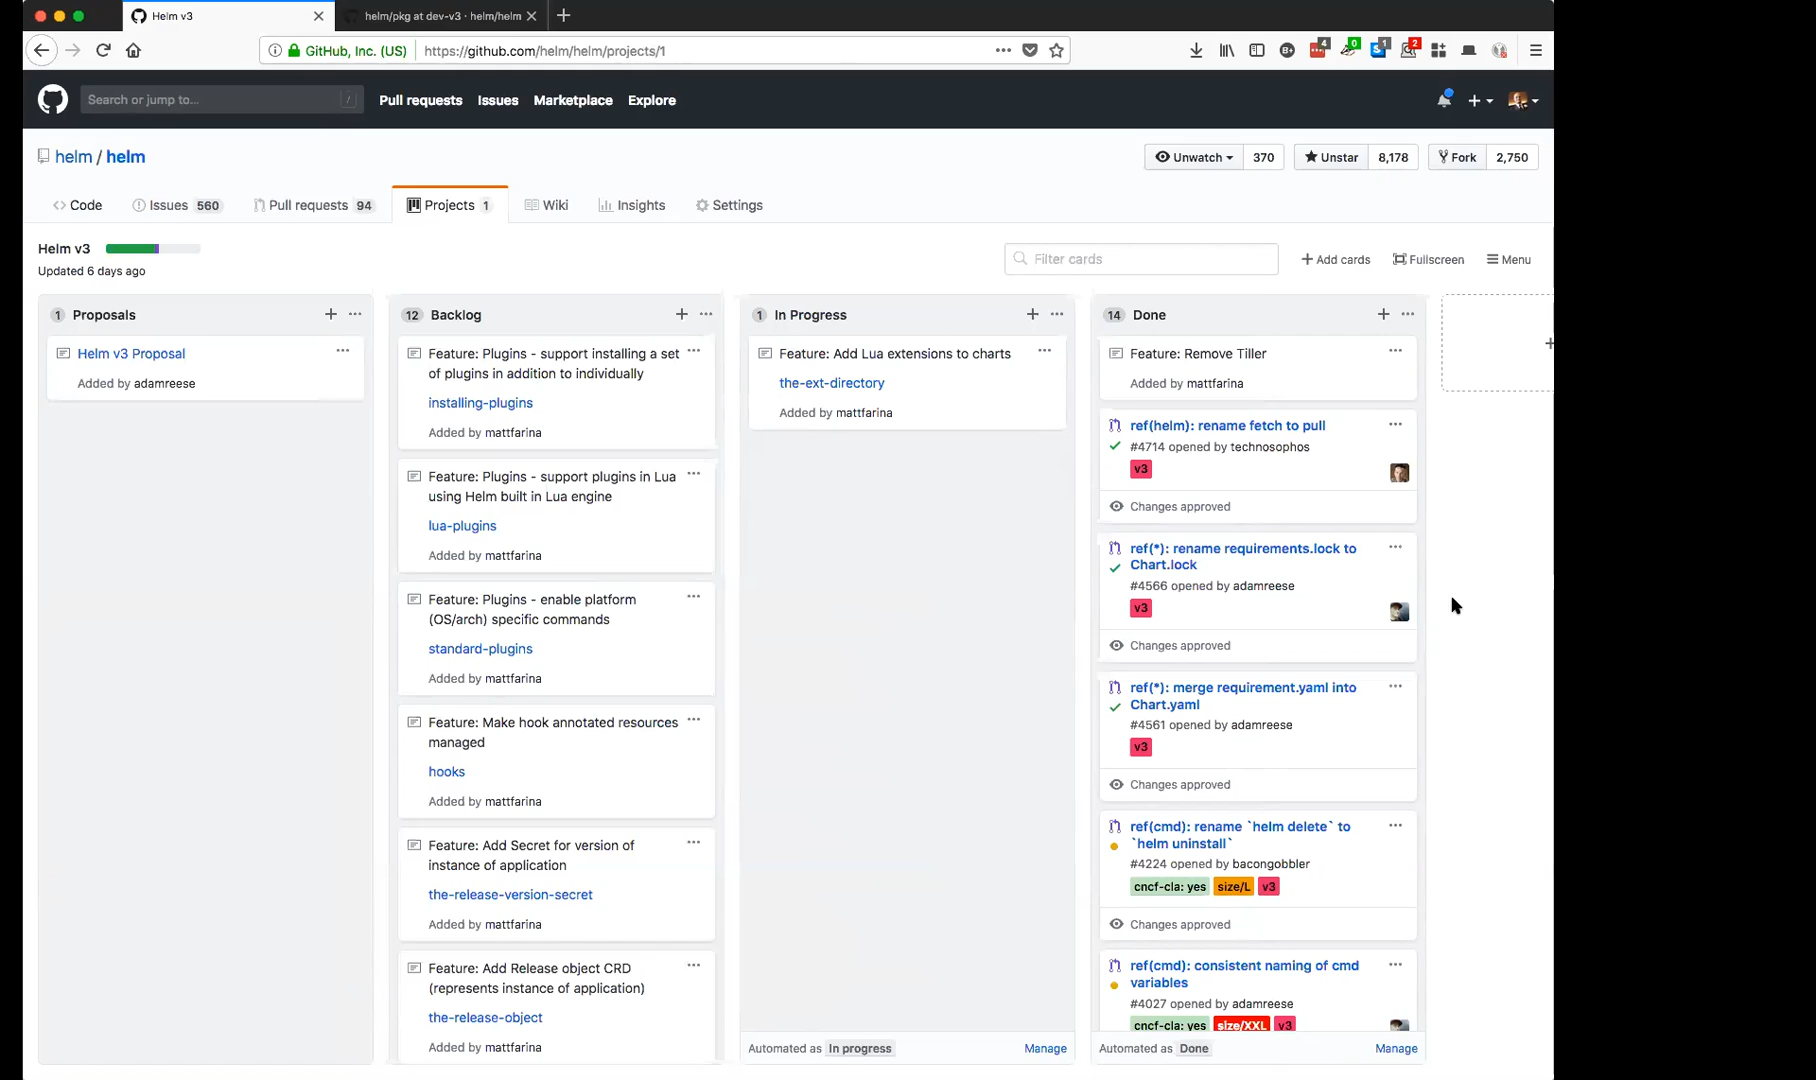 Helm v3
helm/pkg at dev-v3 · helm/helm
GitHub, Inc. (US)
https://github.com/helm/helm/projects/1
4
0
1
2
Search or jump to...
/
Pull requests
Issues
Marketplace
Explore
helm / helm
Unwatch
370
Unstar
8,178
Fork
2,750
Code
Issues 560
Pull requests 94
Projects 1
Wiki
Insights
Settings
Helm v3
Updated 6 days ago
Filter cards
Add cards
Fullscreen
Menu
1 Proposals
Helm v3 Proposal
Added by adamreese
12 Backlog
Feature: Plugins - support installing a set
of plugins in addition to individually
installing-plugins
Added by mattfarina
Feature: Plugins - support plugins in Lua
using Helm built in Lua engine
lua-plugins
Added by mattfarina
Feature: Plugins - enable platform
(OS/arch) specific commands
standard-plugins
Added by mattfarina
Feature: Make hook annotated resources
managed
hooks
Added by mattfarina
Feature: Add Secret for version of
instance of application
the-release-version-secret
Added by mattfarina
Feature: Add Release object CRD
(represents instance of application)
the-release-object
Added by mattfarina
1 In Progress
Feature: Add Lua extensions to charts
the-ext-directory
Added by mattfarina
Automated as In progress
Manage
14 Done
Feature: Remove Tiller
Added by mattfarina
ref(helm): rename fetch to pull
#4714 opened by technosophos
v3
Changes approved
ref(*): rename requirements.lock to
Chart.lock
#4566 opened by adamreese
v3
Changes approved
ref(*): merge requirement.yaml into
Chart.yaml
#4561 opened by adamreese
v3
Changes approved
ref(cmd): rename `helm delete` to
`helm uninstall`
#4224 opened by bacongobbler
cncf-cla: yes size/L v3
Changes approved
ref(cmd): consistent naming of cmd
variables
#4027 opened by adamreese
cncf-cla: yes size/XXL v3
Automated as Done
Manage